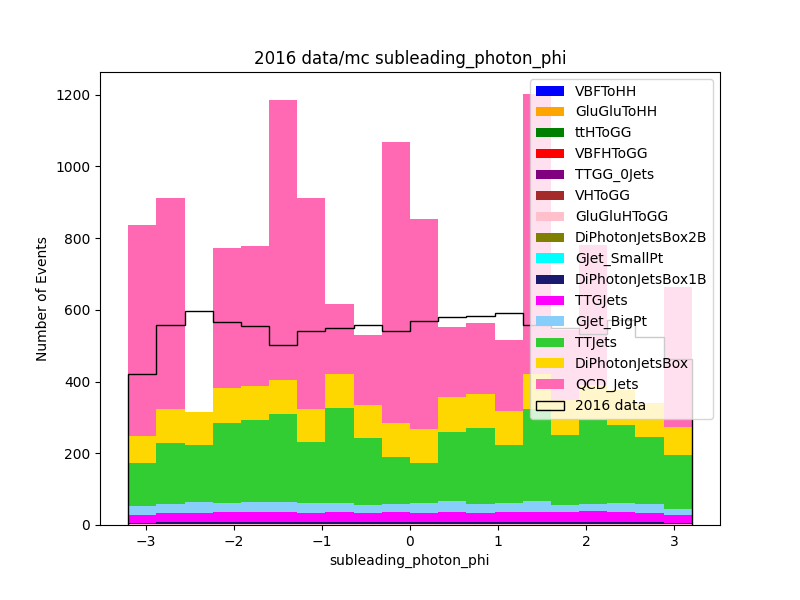 2016 data/mc subleading_photon_phi
Number of Events
1200
1000
800
600
400
200
0
−3
−2
−1
0
1
2
3
subleading_photon_phi
VBFToHH
GluGluToHH
ttHToGG
VBFHToGG
TTGG_0Jets
VHToGG
GluGluHToGG
DiPhotonJetsBox2B
GJet_SmallPt
DiPhotonJetsBox1B
TTGJets
GJet_BigPt
TTJets
DiPhotonJetsBox
QCD_Jets
2016 data